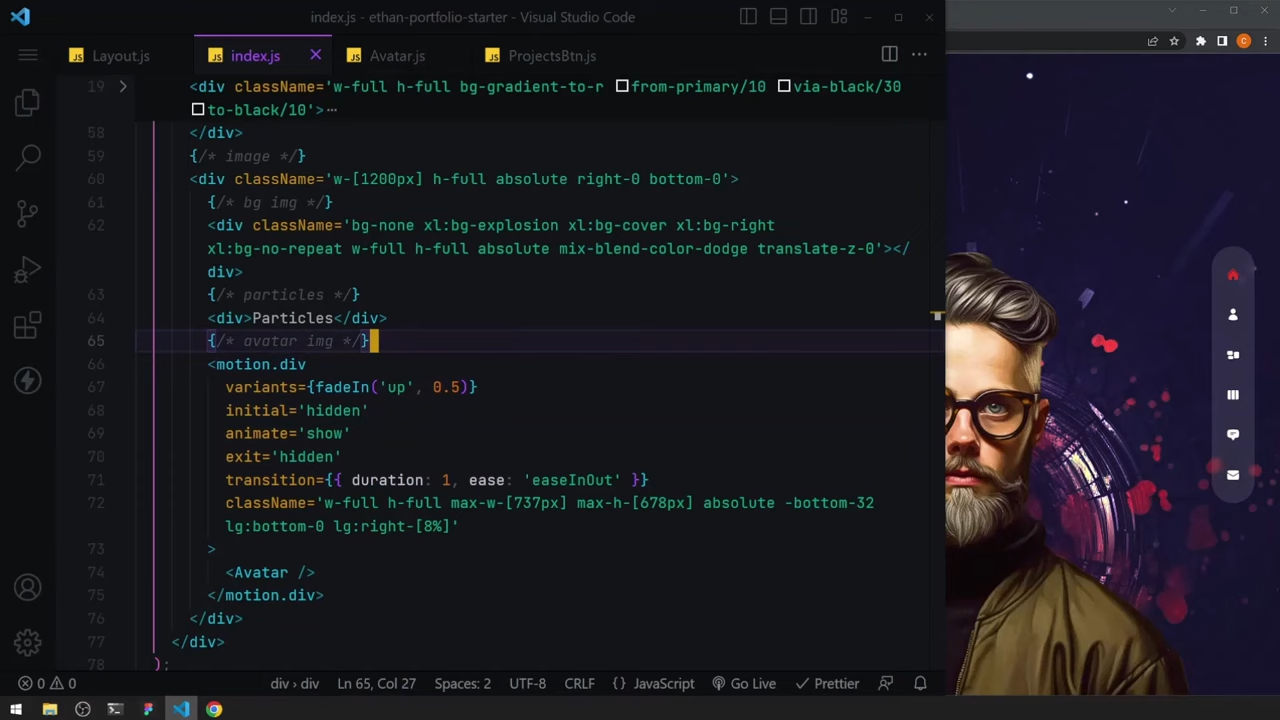 index.js - ethan-portfolio-starter - Visual Studio Code
JS Layout.js JS index.js JS Avatar.js JS ProjectsBtn.js
C
19 <div className='w-full h-full bg-gradient-to-r from-primary/10 via-black/30
to-black/10'>⋯
58 </div>
59 {/* image */}
60 <div className='w-[1200px] h-full absolute right-0 bottom-0'>
61 {/* bg img */}
62 <div className='bg-none xl:bg-explosion xl:bg-cover xl:bg-right
xl:bg-no-repeat w-full h-full absolute mix-blend-color-dodge translate-z-0'></
div>
63 {/* particles */}
64 <div>Particles</div>
65 {/* avatar img */}
66 <motion.div
67 variants={fadeIn('up', 0.5)}
68 initial='hidden'
69 animate='show'
70 exit='hidden'
71 transition={{ duration: 1, ease: 'easeInOut' }}
72 className='w-full h-full max-w-[737px] max-h-[678px] absolute -bottom-32
lg:bottom-0 lg:right-[8%]'
73 >
74 <Avatar />
75 </motion.div>
76 </div>
77 </div>
78 );
0 0 div › div Ln 65, Col 27 Spaces: 2 UTF-8 CRLF {} JavaScript Go Live Prettier